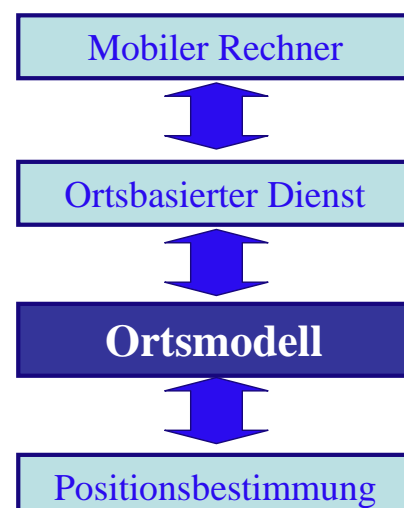 Mobiler Rechner
Ortsbasierter Dienst
Ortsmodell
Positionsbestimmung